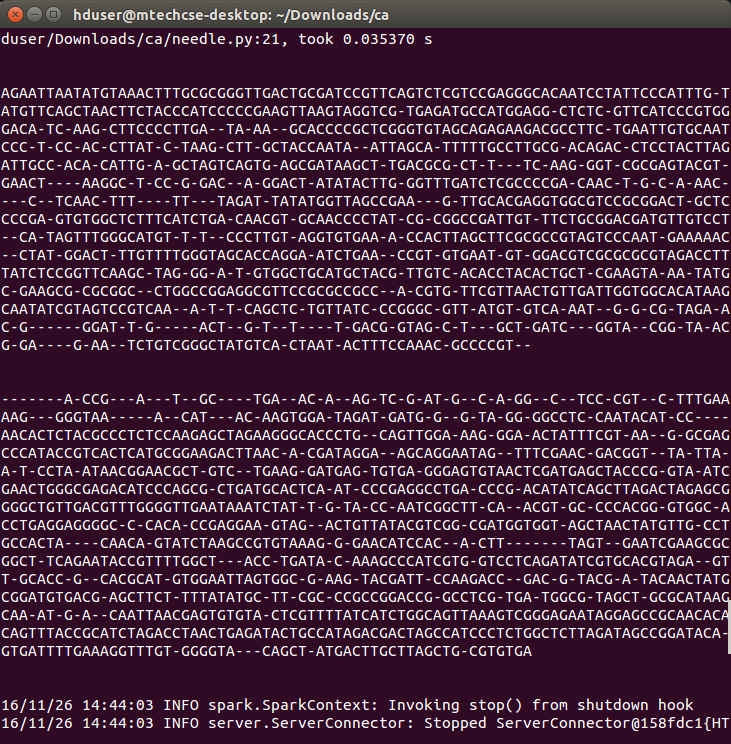 hduser@mtechcse-desktop: ~/Downloads/ca
duser/Downloads/ca/needle.py:21, took 0.035370 s
AGAATTAATATGTAAACTTTGCGCGGGTTGACTGCGATCCGTTCAGTCTCGTCCGAGGGCACAATCCTATTCCCATTTG-T
ATGTTCAGCTAACTTCTACCCATCCCCCGAAGTTAAGTAGGTCG-TGAGATGCCATGGAGG-CTCTC-GTTCATCCCGTGG
GACA-TC-AAG-CTTCCCCTTGA--TA-AA--GCACCCCGCTCGGGTGTAGCAGAGAAGACGCCTTC-TGAATTGTGCAAT
CCC-T-CC-AC-CTTAT-C-TAAG-CTT-GCTACCAATA--ATTAGCA-TTTTTGCCTTGCG-ACAGAC-CTCCTACTTAG
ATTGCC-ACA-CATTG-A-GCTAGTCAGTG-AGCGATAAGCT-TGACGCG-CT-T---TC-AAG-GGT-CGCGAGTACGT-
GAACT----AAGGC-T-CC-G-GAC--A-GGACT-ATATACTTG-GGTTTGATCTCGCCCCGA-CAAC-T-G-C-A-AAC-
---C--TCAAC-TTT----TT---TAGAT-TATATGGTTAGCCGAA---G-TTGCACGAGGTGGCGTCCGCGGACT-GCTC
CCCGA-GTGTGGCTCTTTCATCTGA-CAACGT-GCAACCCCTAT-CG-CGGCCGATTGT-TTCTGCGGACGATGTTGTCCT
--CA-TAGTTTGGGCATGT-T-T--CCCTTGT-AGGTGTGAA-A-CCACTTAGCTTCGCGCCGTAGTCCCAAT-GAAAAAC
--CTAT-GGACT-TTGTTTTGGGTAGCACCAGGA-ATCTGAA--CCGT-GTGAAT-GT-GGACGTCGCGCGCGTAGACCTT
TATCTCCGGTTCAAGC-TAG-GG-A-T-GTGGCTGCATGCTACG-TTGTC-ACACCTACACTGCT-CGAAGTA-AA-TATG
C-GAAGCG-CGCGGC--CTGGCCGGAGGCGTTCCGCGCCGCC--A-CGTG-TTCGTTAACTGTTGATTGGTGGCACATAAG
CAATATCGTAGTCCGTCAA--A-T-T-CAGCTC-TGTTATC-CCGGGC-GTT-ATGT-GTCA-AAT--G-G-CG-TAGA-A
C-G------GGAT-T-G-----ACT--G-T--T----T-GACG-GTAG-C-T---GCT-GATC---GGTA--CGG-TA-AC
G-GA----G-AA--TCTGTCGGGCTATGTCA-CTAAT-ACTTTCCAAAC-GCCCCGT--
-------A-CCG---A---T--GC----TGA--AC-A--AG-TC-G-AT-G--C-A-GG--C--TCC-CGT--C-TTTGAA
AAG---GGGTAA-----A--CAT---AC-AAGTGGA-TAGAT-GATG-G--G-TA-GG-GGCCTC-CAATACAT-CC----
AACACTCTACGCCCTCTCCAAGAGCTAGAAGGGCACCCTG--CAGTTGGA-AAG-GGA-ACTATTTCGT-AA--G-GCGAG
CCCATACCGTCACTCATGCGGAAGACTTAAC-A-CGATAGGA--AGCAGGAATAG--TTTCGAAC-GACGGT--TA-TTA-
A-T-CCTA-ATAACGGAACGCT-GTC--TGAAG-GATGAG-TGTGA-GGGAGTGTAACTCGATGAGCTACCCG-GTA-ATC
GAACTGGGCGAGACATCCCAGCG-CTGATGCACTCA-AT-CCCGAGGCCTGA-CCCG-ACATATCAGCTTAGACTAGAGCG
GGGCTGTTGACGTTTGGGGTTGAATAAATCTAT-T-G-TA-CC-AATCGGCTT-CA--ACGT-GC-CCCACGG-GTGGC-A
CCTGAGGAGGGGC-C-CACA-CCGAGGAA-GTAG--ACTGTTATACGTCGG-CGATGGTGGT-AGCTAACTATGTTG-CCT
GCCACTA----CAACA-GTATCTAAGCCGTGTAAAG-G-GAACATCCAC--A-CTT-------TAGT--GAATCGAAGCGC
GGCT-TCAGAATACCGTTTTGGCT---ACC-TGATA-C-AAAGCCCATCGTG-GTCCTCAGATATCGTGCACGTAGA--GT
T-GCACC-G--CACGCAT-GTGGAATTAGTGGC-G-AAG-TACGATT-CCAAGACC--GAC-G-TACG-A-TACAACTATG
CGGATGTGACG-AGCTTCT-TTTATATGC-TT-CGC-CCGCCGGACCG-GCCTCG-TGA-TGGCG-TAGCT-GCGCATAAG
CAA-AT-G-A--CAATTAACGAGTGTGTA-CTCGTTTTATCATCTGGCAGTTAAAGTCGGGAGAATAGGAGCCGCAACACA
CAGTTTACCGCATCTAGACCTAACTGAGATACTGCCATAGACGACTAGCCATCCCTCTGGCTCTTAGATAGCCGGATACA-
GTGATTTTGAAAGGTTTGT-GGGGTA---CAGCT-ATGACTTGCTTAGCTG-CGTGTGA
16/11/26 14:44:03 INFO spark.SparkContext: Invoking stop() from shutdown hook
16/11/26 14:44:03 INFO server.ServerConnector: Stopped ServerConnector@158fdc1{HT